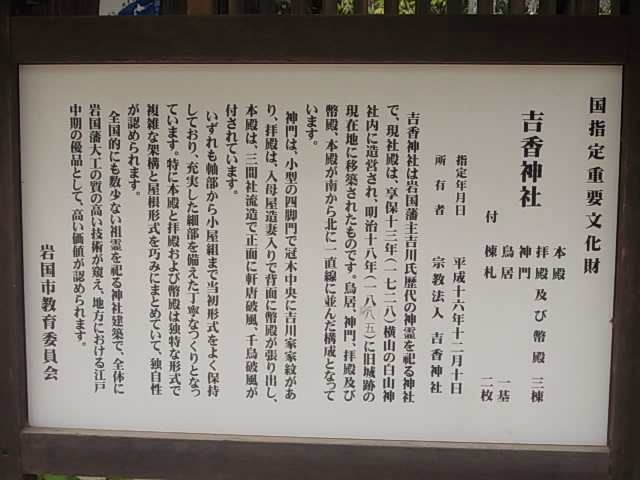 国指定重要文化財
吉香神社
本殿
拝殿及び幣殿 三棟
神門
鳥居 一基
付 棟札 二枚
指定年月日 平成十六年十二月十日
所有者 宗教法人 吉香神社
吉香神社は岩国藩主吉川氏歴代の神霊を祀る神社
で、現社殿は、享保十三年(一七二八)横山の白山神
社内に造営され、明治十八年(一八八五)に旧城跡の
現在地に移築されたものです。鳥居、神門、拝殿及び
幣殿、本殿が南から北に一直線に並んだ構成となって
います。
神門は、小型の四脚門で冠木中央に吉川家家紋があ
り、拝殿は、入母屋造妻入りで背面に幣殿が張り出し、
本殿は、三間社流造で正面に軒唐破風、千鳥破風が
付されています。
いずれも軸部から小屋組まで当初形式をよく保持
しており、充実した細部を備えた丁寧なつくりとなっ
ています。特に本殿と拝殿および幣殿は独特な形式で
複雑な架構と屋根形式を巧みにまとめていて、独自性
が認められます。
全国的にも数少ない祖霊を祀る神社建築で、全体に
岩国藩大工の質の高い技術が窺え、地方における江戸
中期の優品として、高い価値が認められます。
岩国市教育委員会